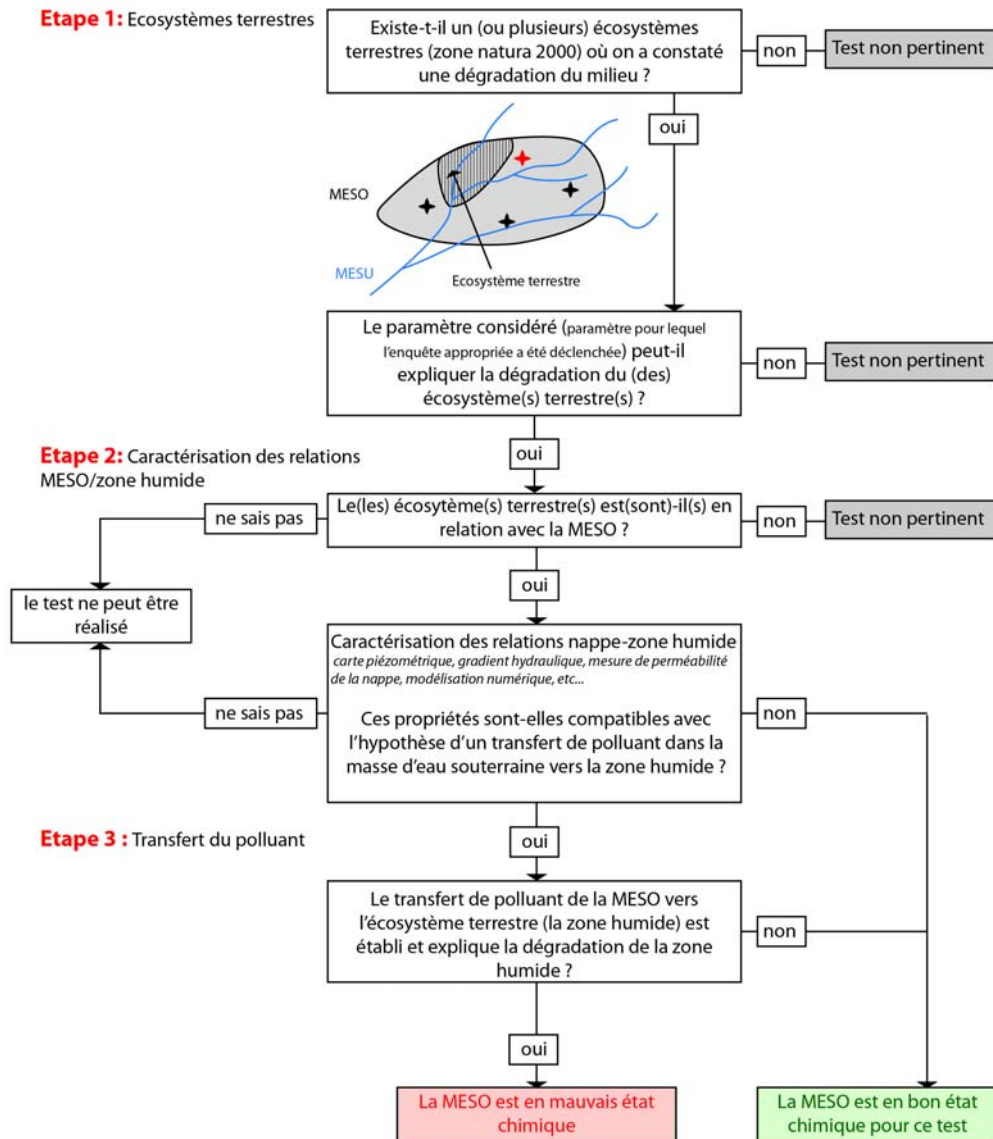 Etape 1: Ecosystèmes terrestres
Existe-t-il un (ou plusieurs) écosystèmes
terrestres (zone natura 2000) où on a constaté
une dégradation du milieu ?
non
Test non pertinent
oui
MESO
MESU
Ecosystème terrestre
Le paramètre considéré (paramètre pour lequel
l'enquête appropriée a été déclenchée) peut-il
expliquer la dégradation du (des)
écosystème(s) terrestre(s) ?
non
Test non pertinent
oui
Etape 2: Caractérisation des relations
MESO/zone humide
ne sais pas
Le(les) écosytème(s) terrestre(s) est(sont)-il(s) en
relation avec la MESO ?
non
Test non pertinent
oui
le test ne peut être
réalisé
Caractérisation des relations nappe-zone humide
carte piézométrique, gradient hydraulique, mesure de perméabilité
de la nappe, modélisation numérique, etc...
ne sais pas
Ces propriétés sont-elles compatibles avec
l'hypothèse d'un transfert de polluant dans la
masse d'eau souterraine vers la zone humide ?
non
oui
Etape 3 : Transfert du polluant
Le transfert de polluant de la MESO vers
l'écosystème terrestre (la zone humide) est
établi et explique la dégradation de la zone
humide ?
non
oui
La MESO est en mauvais état
chimique
La MESO est en bon état
chimique pour ce test